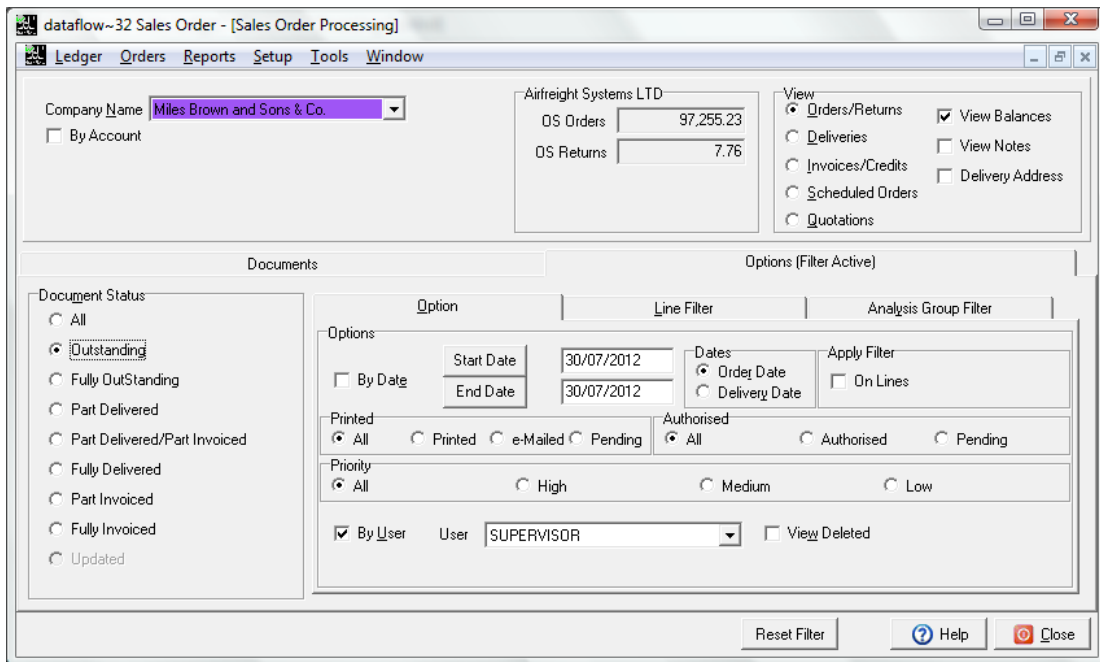 dataflow~32 Sales Order - [Sales Order Processing]
Ledger Orders Reports Setup Tools Window
Company Name Miles Brown and Sons & Co.
By Account
Airfreight Systems LTD
OS Orders 97,255.23
OS Returns 7.76
View
Orders/Returns
Deliveries
Invoices/Credits
Scheduled Orders
Quotations
View Balances
View Notes
Delivery Address
Documents
Options (Filter Active)
Document Status
All
Outstanding
Fully OutStanding
Part Delivered
Part Delivered/Part Invoiced
Fully Delivered
Part Invoiced
Fully Invoiced
Updated
Option
Line Filter
Analysis Group Filter
Options
By Date
Start Date 30/07/2012
End Date 30/07/2012
Dates
Order Date
Delivery Date
Apply Filter
On Lines
Printed
All Printed e-Mailed Pending
Authorised
All Authorised Pending
Priority
All High Medium Low
By User User SUPERVISOR View Deleted
Reset Filter Help Close